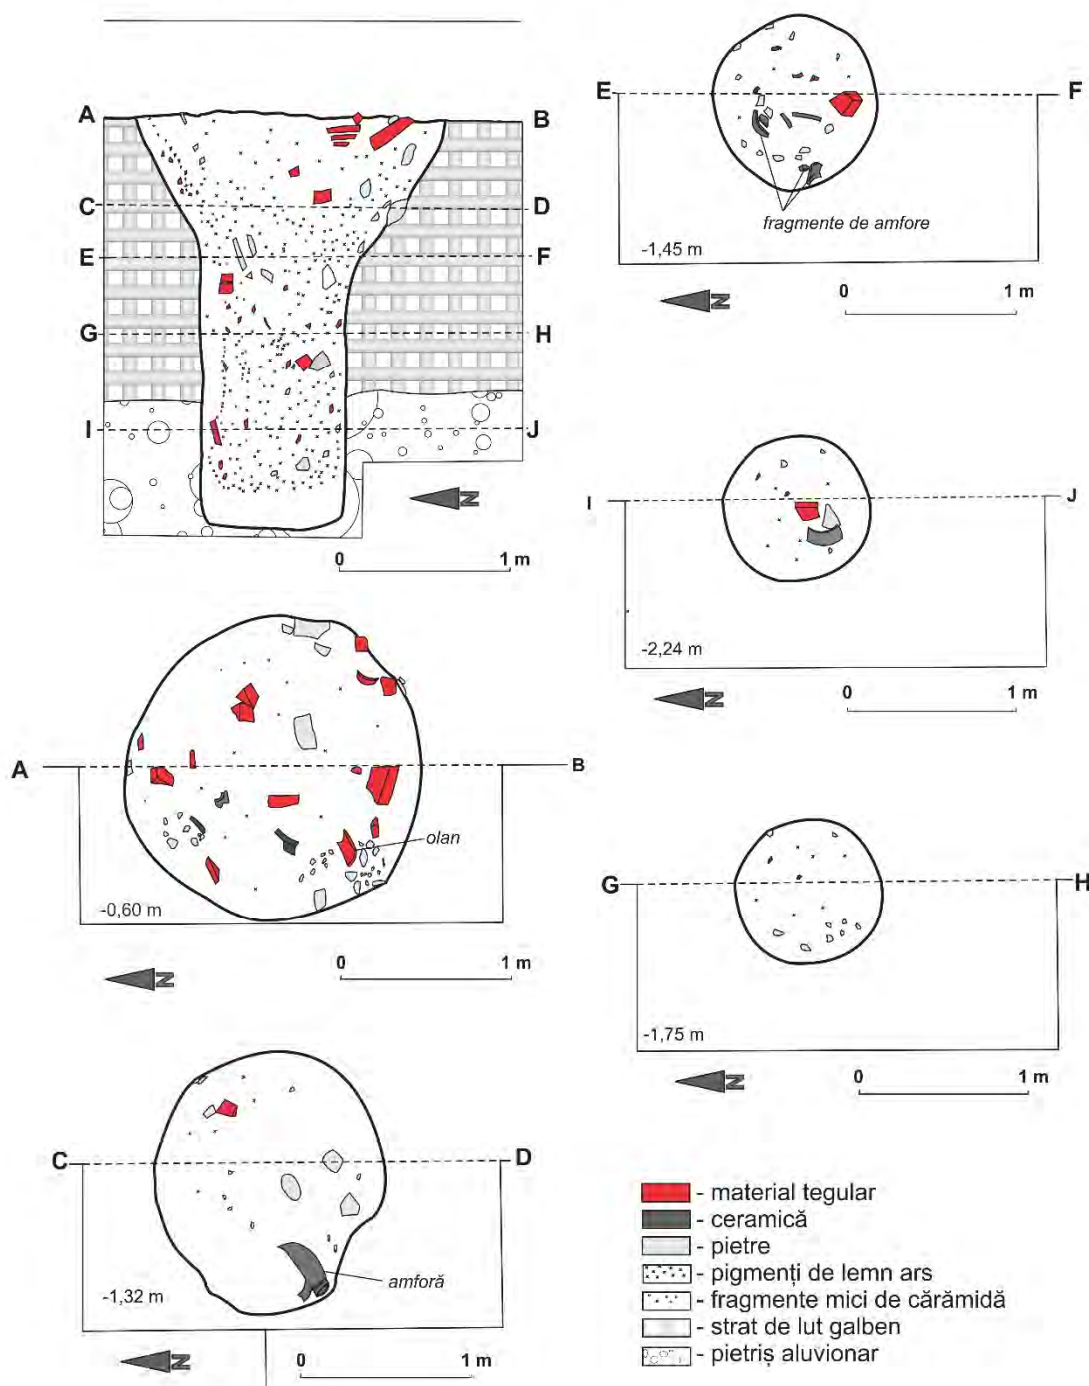 A
B
C
D
E
F
G
H
I
J
N
0
1 m
A
B
olan
-0,60 m
N
0
1 m
C
D
amforă
-1,32 m
N
0
1 m
E
F
fragmente de amfore
-1,45 m
N
0
1 m
I
J
-2,24 m
N
0
1 m
G
H
-1,75 m
N
0
1 m
- material tegular
- ceramică
- pietre
- pigmenți de lemn ars
- fragmente mici de cărămidă
- strat de lut galben
- pietriș aluvionar